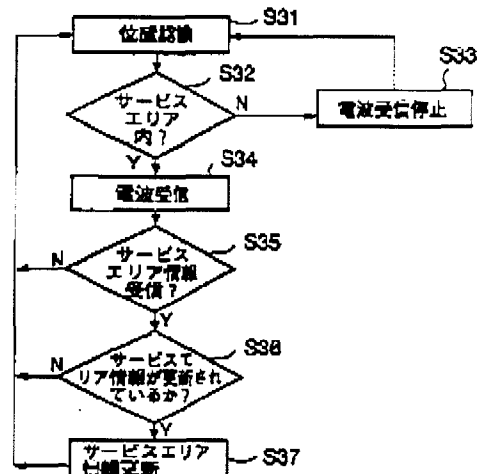 S31
位置認識
S32
サービス
エリア
内?
N
S33
電波受信停止
Y
S34
電波受信
S35
サービス
エリア情報
受信?
N
Y
S36
サービスエ
リア情報が更新され
ているか?
N
Y
S37
サービスエリア